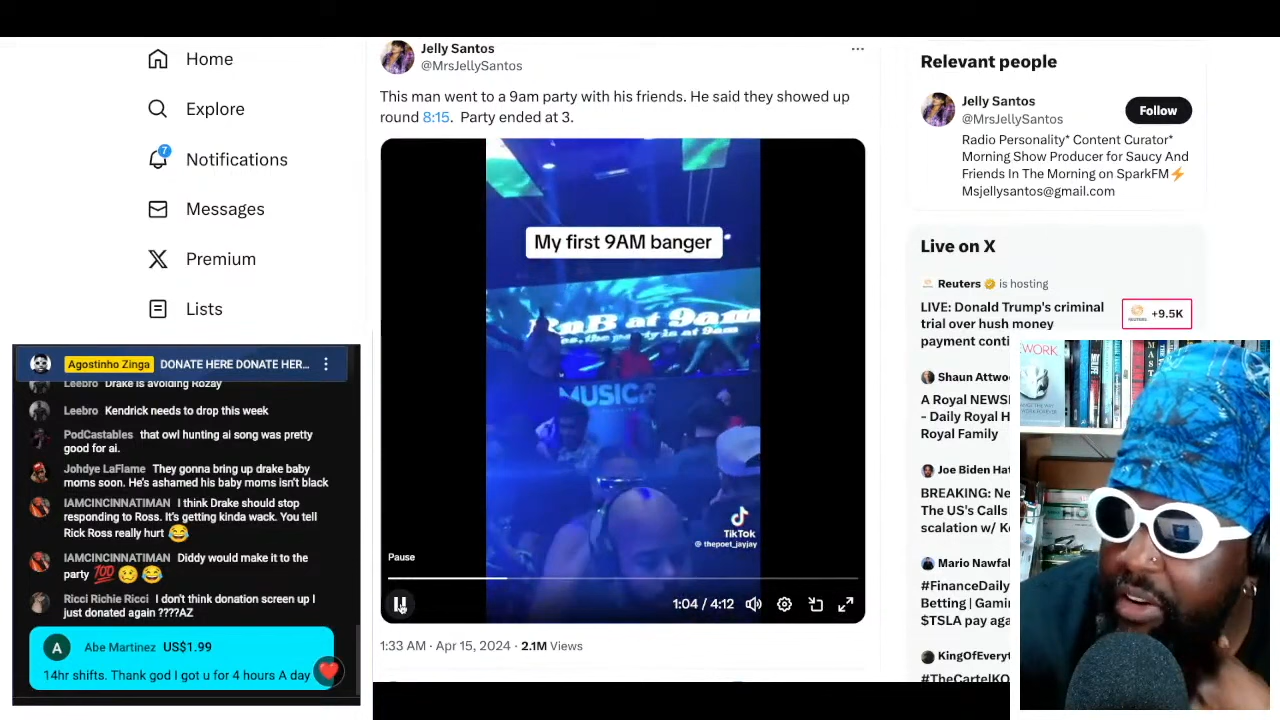 Home
Explore
7
Notifications
Messages
Premium
Lists
Jelly Santos
@MrsJellySantos
This man went to a 9am party with his friends. He said they showed up
round 8:15. Party ended at 3.
My first 9AM banger
RnB at 9am
the party is at 9am
MUSIC
TikTok
@ thepoet_jayjay
Pause
1:04 / 4:12
1:33 AM · Apr 15, 2024 · 2.1M Views
Relevant people
Jelly Santos
@MrsJellySantos
Follow
Radio Personality* Content Curator*
Morning Show Producer for Saucy And
Friends In The Morning on SparkFM⚡
Msjellysantos@gmail.com
Live on X
Reuters is hosting
LIVE: Donald Trump's criminal
trial over hush money
payment conti
REUTERS
+9.5K
Shaun Attwo
A Royal NEWS
- Daily Royal H
Royal Family
Joe Biden Hat
BREAKING: Ne
The US's Calls
scalation w/ K
Mario Nawfal
#FinanceDaily
Betting | Gami
$TSLA pay aga
KingOfEveryt
#TheCartelKO
Agostinho Zinga DONATE HERE DONATE HER...
Leebro Drake is avoiding Rozay
Leebro Kendrick needs to drop this week
PodCastables that owl hunting ai song was pretty
good for ai.
Johdye LaFlame They gonna bring up drake baby
moms soon. He's ashamed his baby moms isn't black
IAMCINCINNATIMAN I think Drake should stop
responding to Ross. It's getting kinda wack. You tell
Rick Ross really hurt 😂
IAMCINCINNATIMAN Diddy would make it to the
party 💯🥴😂
Ricci Richie Ricci I don't think donation screen up I
just donated again ????AZ
A
Abe Martinez US$1.99
14hr shifts. Thank god I got u for 4 hours A day
WORK